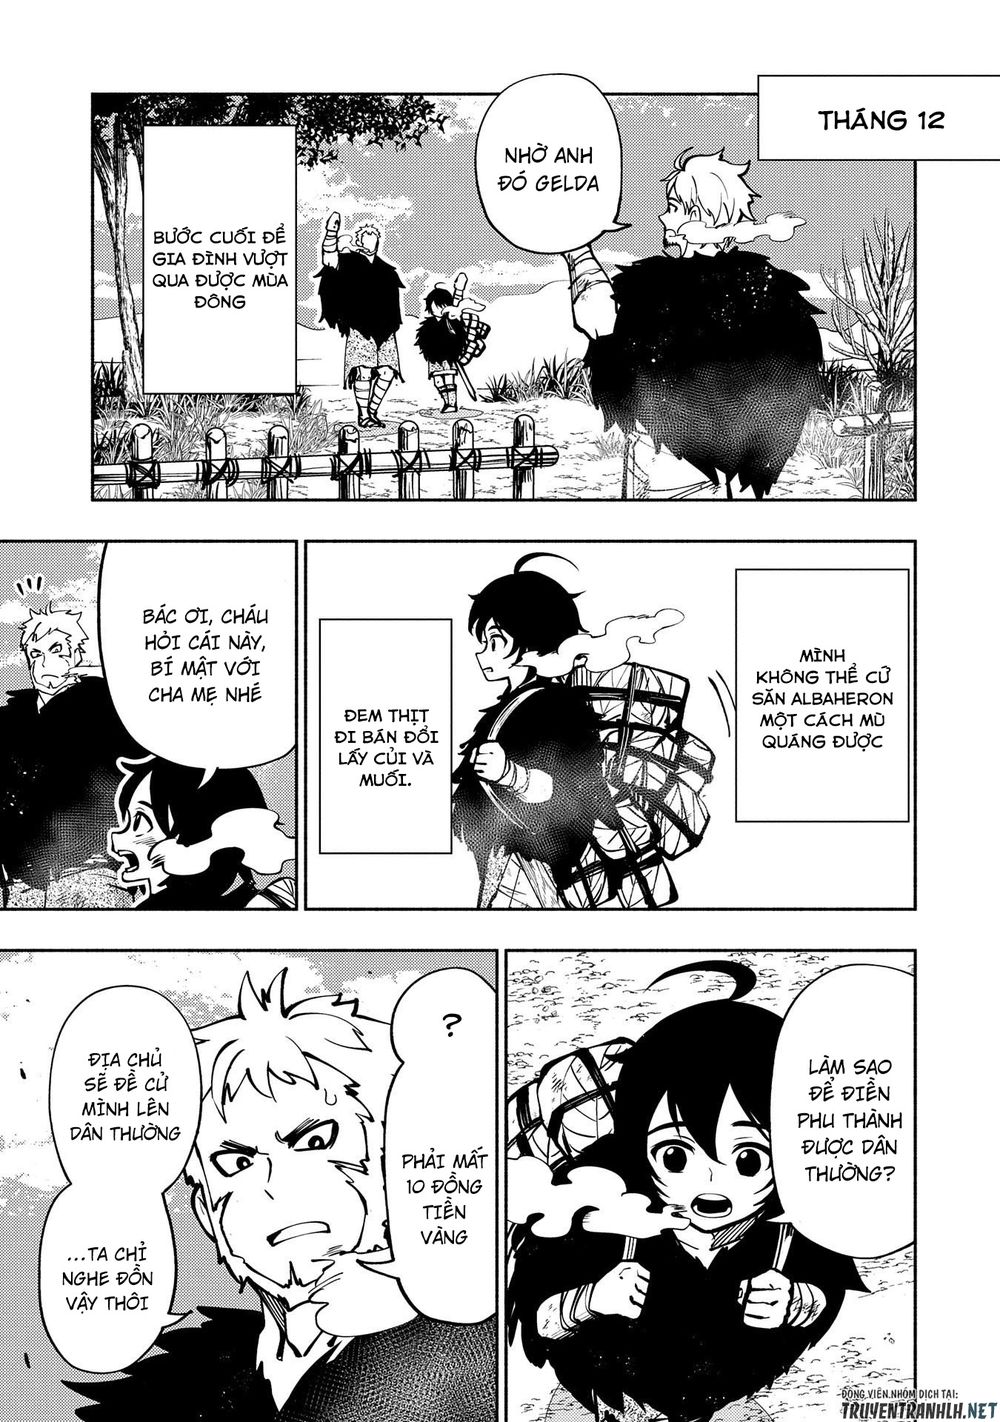 THÁNG 12
NHỜ ANH
ĐÓ GELDA
BƯỚC CUỐI ĐỂ
GIA ĐÌNH VƯỢT
QUA ĐƯỢC MÙA
ĐÔNG
MÌNH
KHÔNG THỂ CỨ
SĂN ALBAHERON
MỘT CÁCH MÙ
QUÁNG ĐƯỢC
ĐEM THỊT
ĐI BÁN ĐỔI
LẤY CỦI VÀ
MUỐI.
BÁC ƠI, CHÁU
HỎI CÁI NÀY,
BÍ MẬT VỚI
CHA MẸ NHÉ
LÀM SAO
ĐỂ ĐIỀN
PHU THÀNH
ĐƯỢC DÂN
THƯỜNG?
?
PHẢI MẤT
10 ĐỒNG
TIỀN
VÀNG
ĐỊA CHỦ
SẼ ĐỀ CỬ
MÌNH LÊN
DÂN THƯỜNG
...TA CHỈ
NGHE ĐỒN
VẬY THÔI
ĐỘNG VIÊN NHÓM DỊCH TẠI:
TRUYENTRANHLH.NET